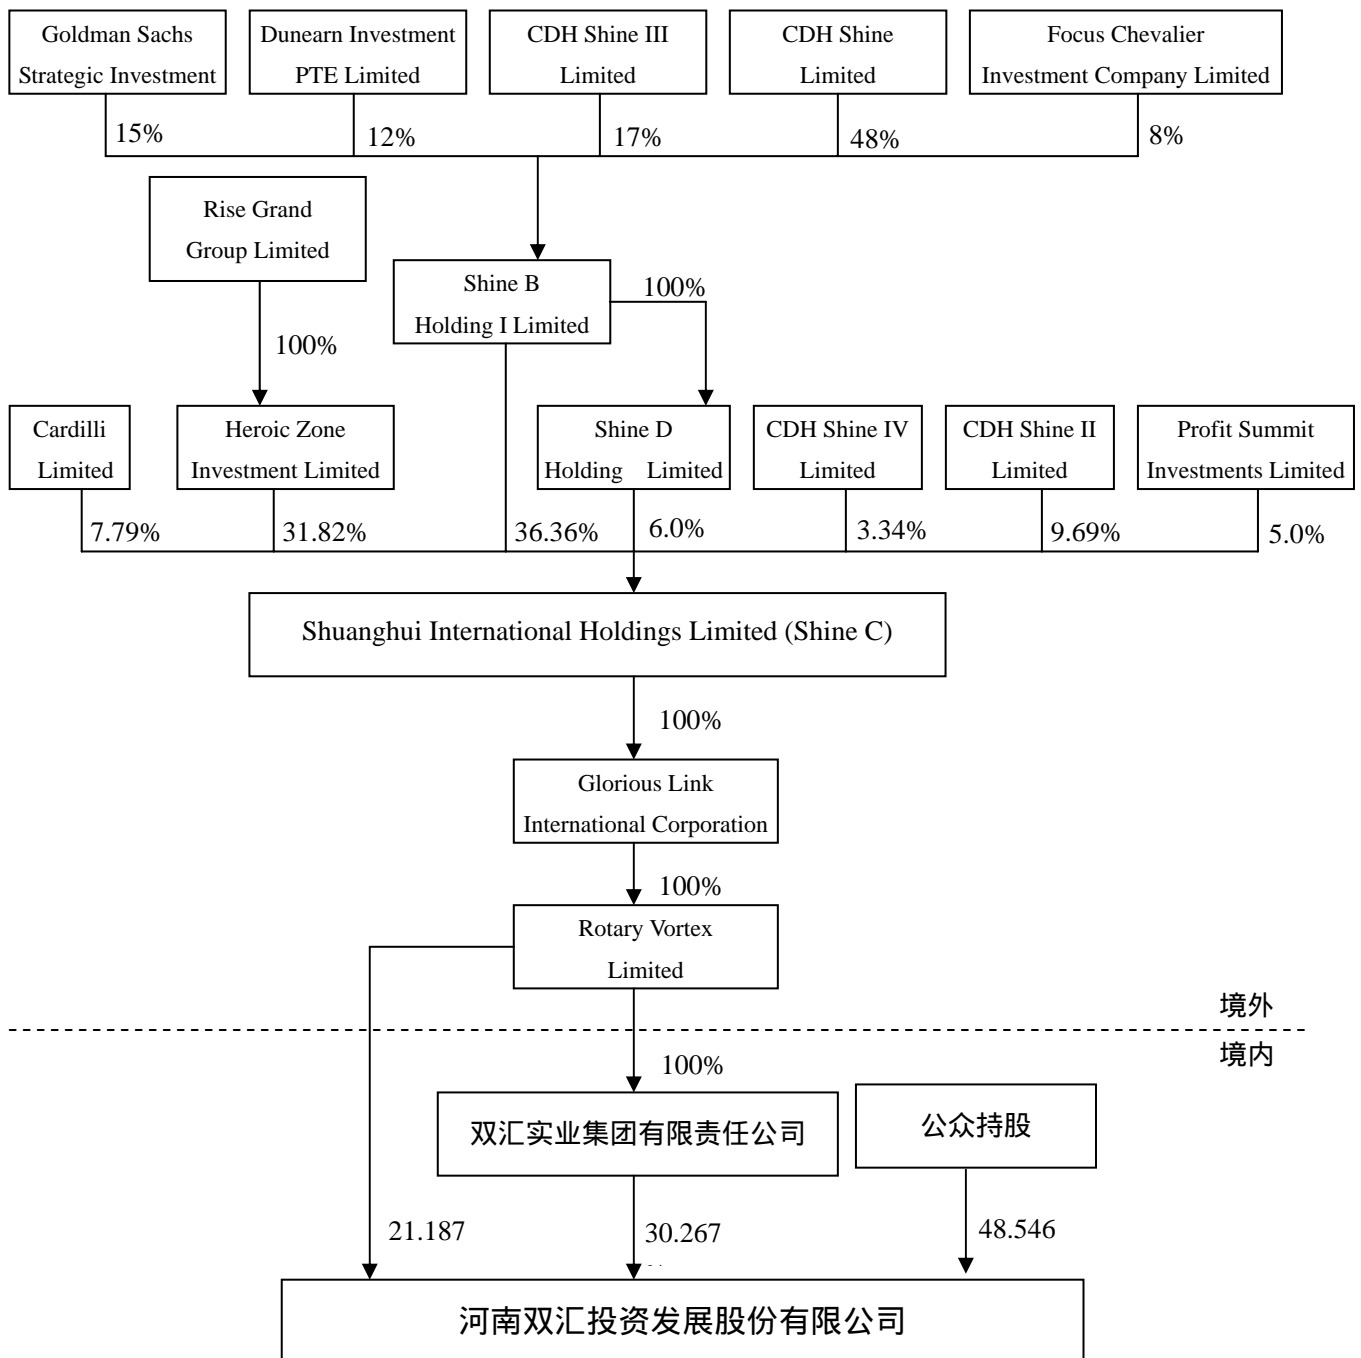 Goldman Sachs
Strategic Investment
Dunearn Investment
PTE Limited
CDH Shine III
Limited
CDH Shine
Limited
Focus Chevalier
Investment Company Limited
15%
12%
17%
48%
8%
Rise Grand
Group Limited
Shine B
Holding I Limited
100%
100%
Cardilli
Limited
Heroic Zone
Investment Limited
Shine D
Holding Limited
CDH Shine IV
Limited
CDH Shine II
Limited
Profit Summit
Investments Limited
7.79%
31.82%
36.36%
6.0%
3.34%
9.69%
5.0%
Shuanghui International Holdings Limited (Shine C)
100%
Glorious Link
International Corporation
100%
Rotary Vortex
Limited
境外
境内
100%
双汇实业集团有限责任公司
公众持股
21.187
30.267
48.546
河南双汇投资发展股份有限公司